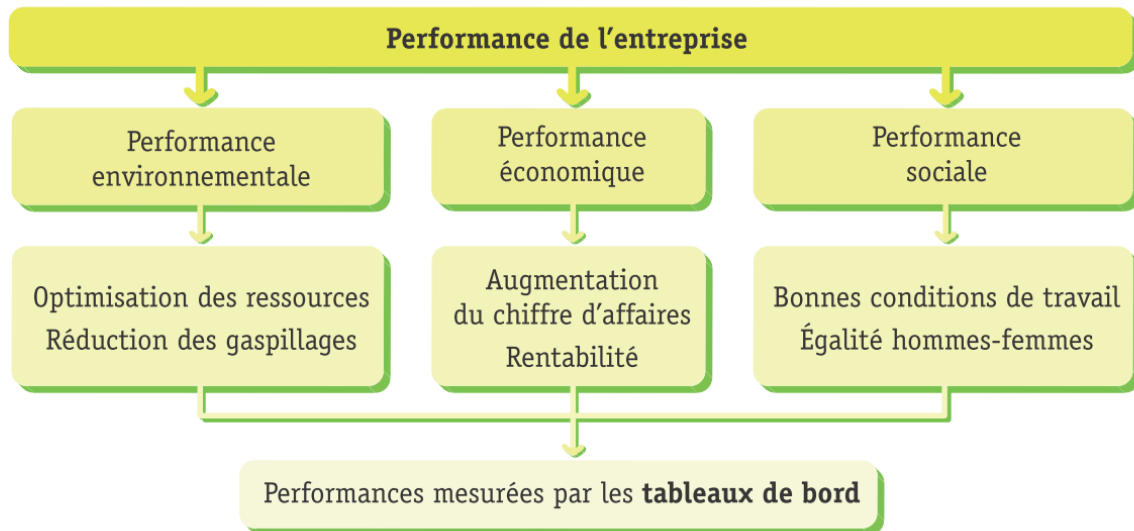 Performance de l'entreprise
Performance
environnementale
Performance
économique
Performance
sociale
Optimisation des ressources
Réduction des gaspillages
Augmentation
du chiffre d'affaires
Rentabilité
Bonnes conditions de travail
Égalité hommes-femmes
Performances mesurées par les tableaux de bord